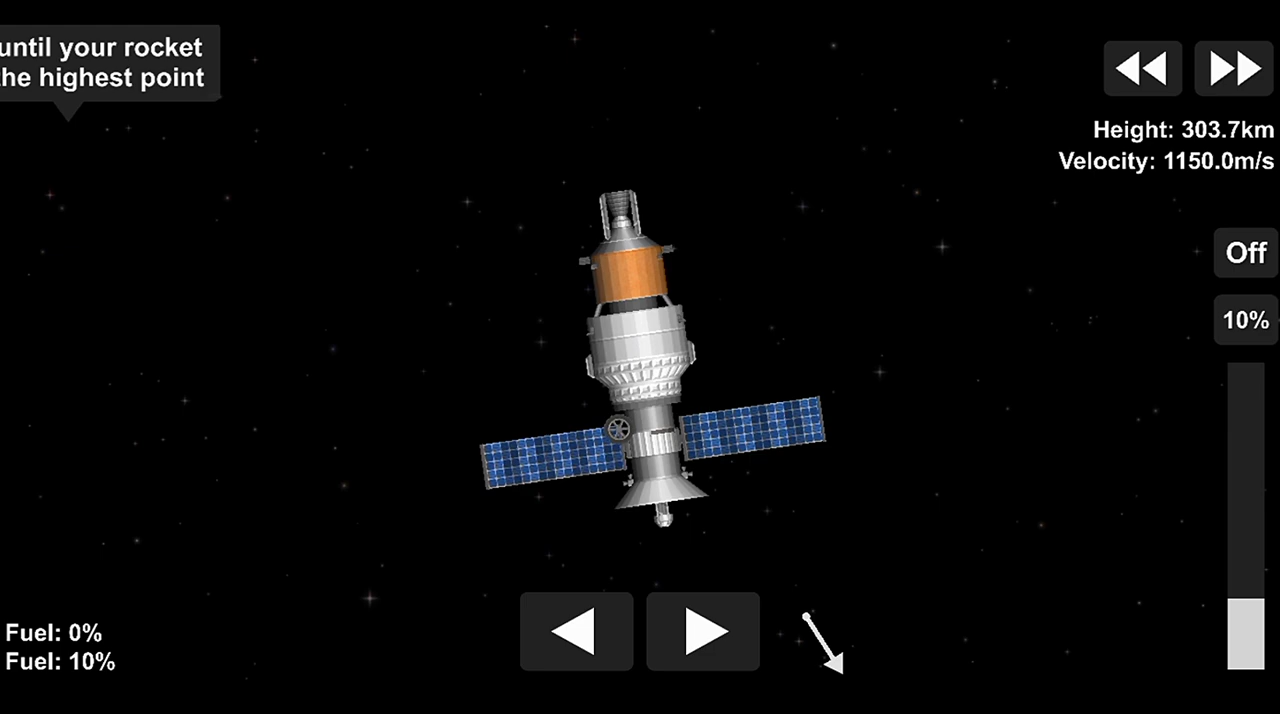 until your rocket
the highest point
Height: 303.7km
Velocity: 1150.0m/s
Off
10%
Fuel: 0%
Fuel: 10%